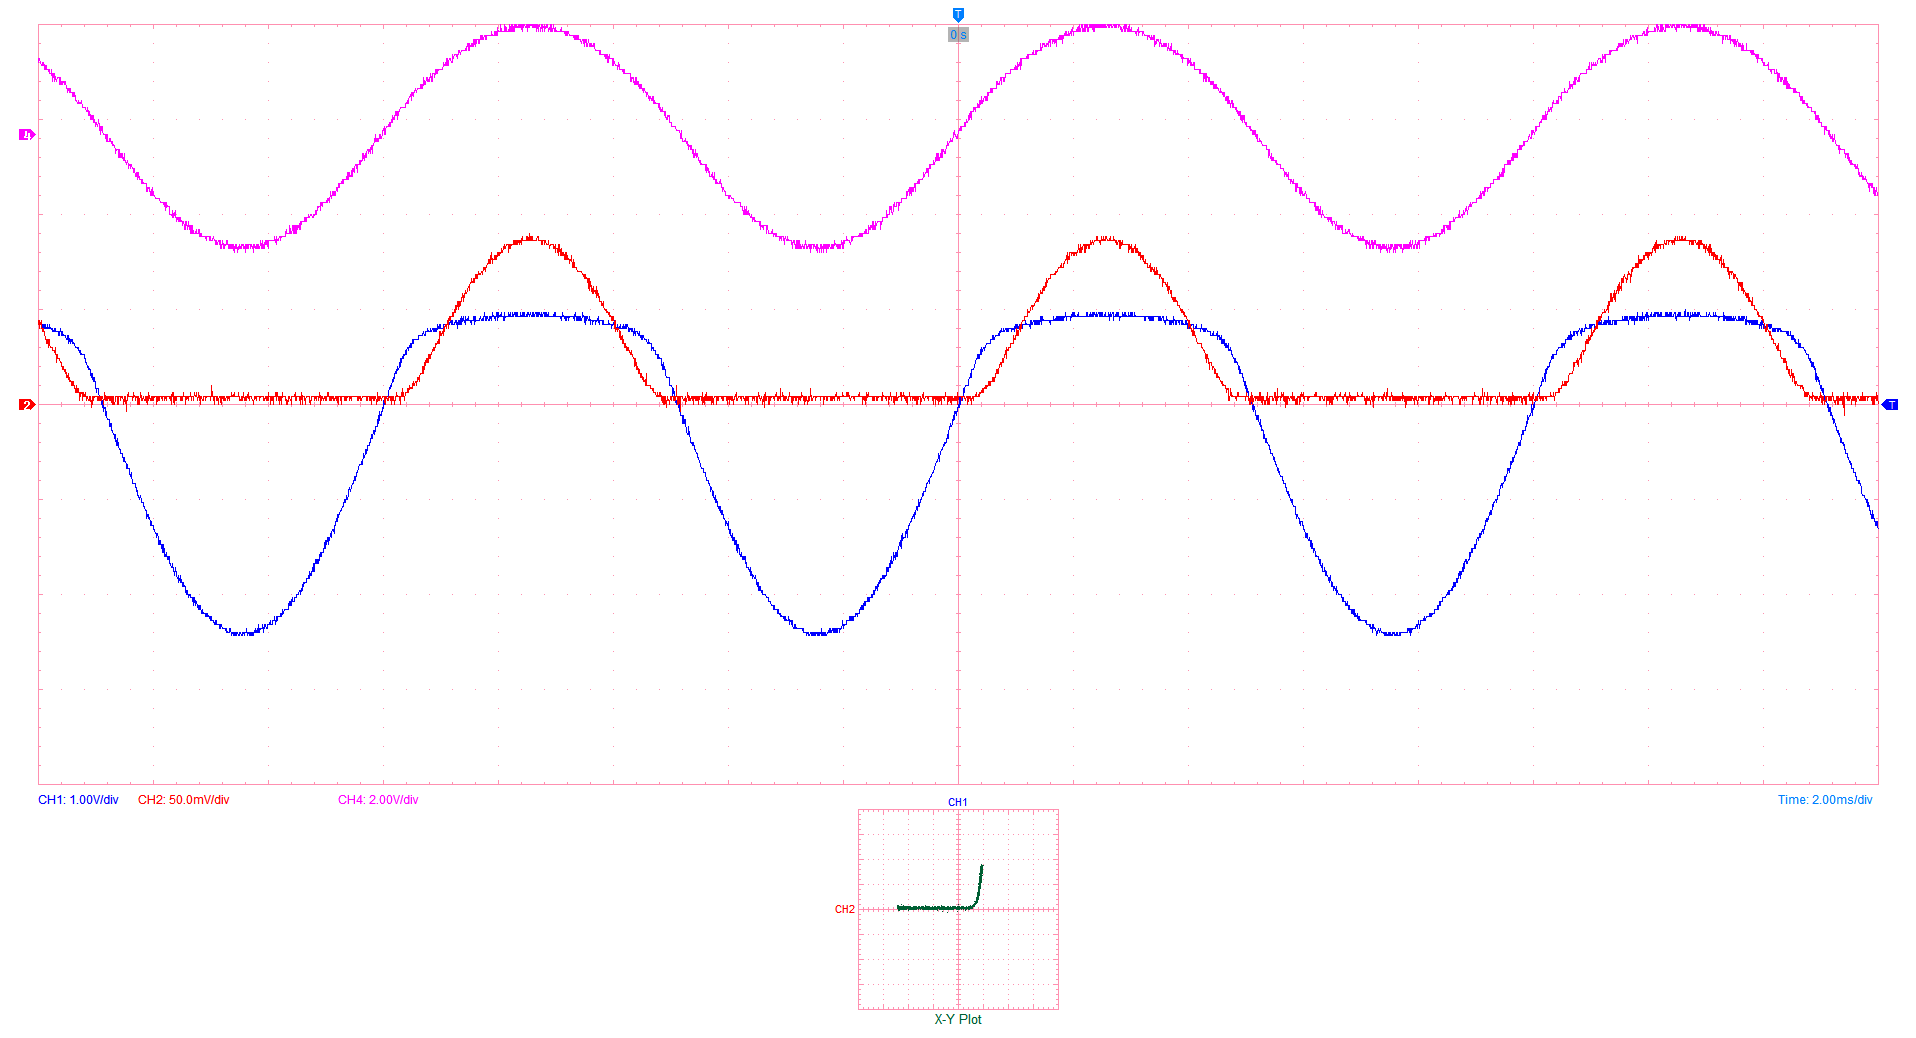 T
0 s
4
2
T
CH1: 1.00V/div CH2: 50.0mV/div CH4: 2.00V/div Time: 2.00ms/div
CH1
CH2
X-Y Plot